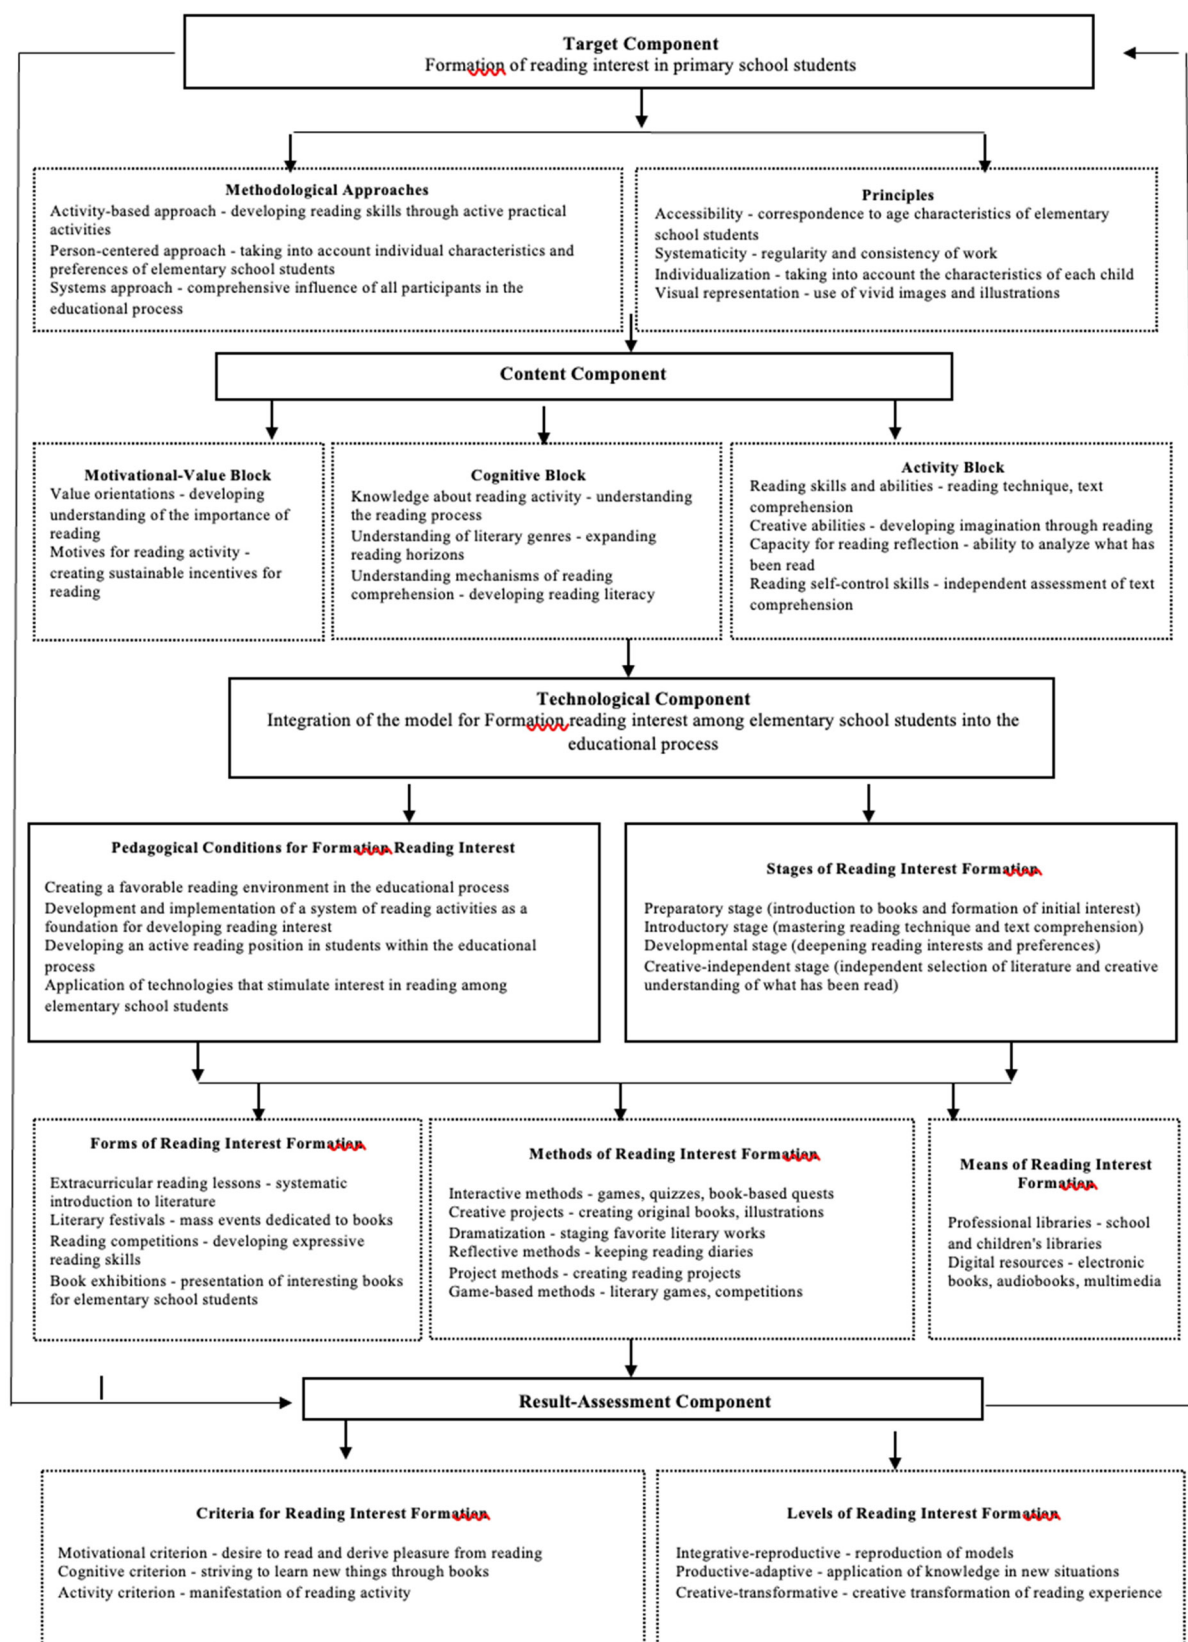 Target Component
Formation of reading interest in primary school students
Methodological Approaches
Activity-based approach - developing reading skills through active practical
activities
Person-centered approach - taking into account individual characteristics and
preferences of elementary school students
Systems approach - comprehensive influence of all participants in the
educational process
Principles
Accessibility - correspondence to age characteristics of elementary
school students
Systematicity - regularity and consistency of work
Individualization - taking into account the characteristics of each child
Visual representation - use of vivid images and illustrations
Content Component
Motivational-Value Block
Value orientations - developing
understanding of the importance of
reading
Motives for reading activity -
creating sustainable incentives for
reading
Cognitive Block
Knowledge about reading activity - understanding
the reading process
Understanding of literary genres - expanding
reading horizons
Understanding mechanisms of reading
comprehension - developing reading literacy
Activity Block
Reading skills and abilities - reading technique, text
comprehension
Creative abilities - developing imagination through reading
Capacity for reading reflection - ability to analyze what has
been read
Reading self-control skills - independent assessment of text
comprehension
Technological Component
Integration of the model for Formation reading interest among elementary school students into the
educational process
Pedagogical Conditions for Formation Reading Interest
Creating a favorable reading environment in the educational process
Development and implementation of a system of reading activities as a
foundation for developing reading interest
Developing an active reading position in students within the educational
process
Application of technologies that stimulate interest in reading among
elementary school students
Stages of Reading Interest Formation
Preparatory stage (introduction to books and formation of initial interest)
Introductory stage (mastering reading technique and text comprehension)
Developmental stage (deepening reading interests and preferences)
Creative-independent stage (independent selection of literature and creative
understanding of what has been read)
Forms of Reading Interest Formation
Extracurricular reading lessons - systematic
introduction to literature
Literary festivals - mass events dedicated to books
Reading competitions - developing expressive
reading skills
Book exhibitions - presentation of interesting books
for elementary school students
Methods of Reading Interest Formation
Interactive methods - games, quizzes, book-based quests
Creative projects - creating original books, illustrations
Dramatization - staging favorite literary works
Reflective methods - keeping reading diaries
Project methods - creating reading projects
Game-based methods - literary games, competitions
Means of Reading Interest
Formation
Professional libraries - school
and children's libraries
Digital resources - electronic
books, audiobooks, multimedia
Result-Assessment Component
Criteria for Reading Interest Formation
Motivational criterion - desire to read and derive pleasure from reading
Cognitive criterion - striving to learn new things through books
Activity criterion - manifestation of reading activity
Levels of Reading Interest Formation
Integrative-reproductive - reproduction of models
Productive-adaptive - application of knowledge in new situations
Creative-transformative - creative transformation of reading experience